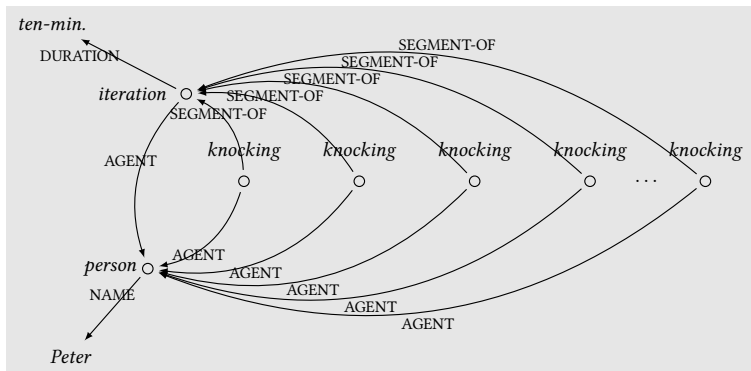 ten-min.
SEGMENT-OF
DURATION
SEGMENT-OF
SEGMENT-OF
iteration
SEGMENT-OF
SEGMENT-OF
knocking knocking knocking knocking knocking
AGENT
...
AGENT
person
AGENT
NAME
AGENT
AGENT
AGENT
Peter